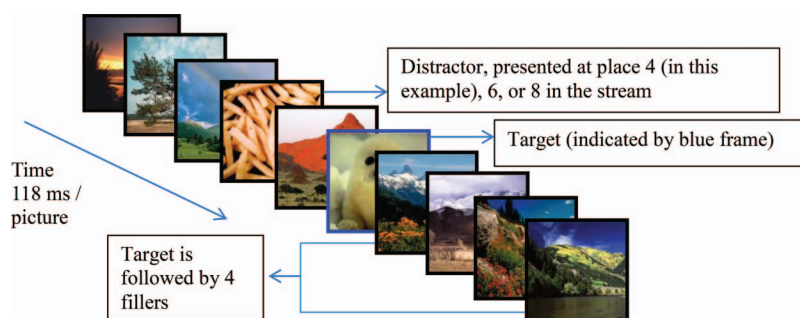 Distractor, presented at place 4 (in this
example), 6, or 8 in the stream
Target (indicated by blue frame)
Time
118 ms /
picture
Target is
followed by 4
fillers